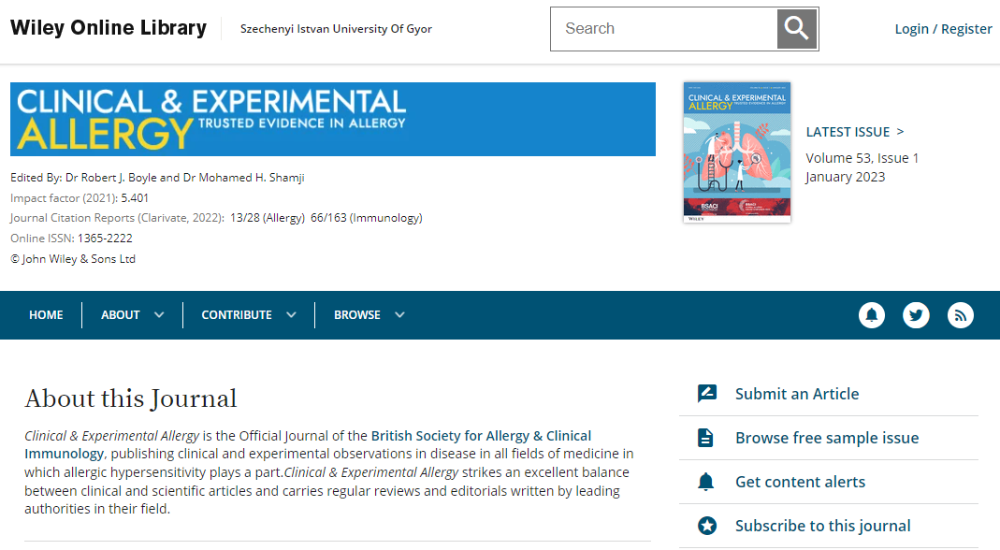 Wiley Online Library
Szechenyi Istvan University Of Gyor
Search
Login / Register
CLINICAL & EXPERIMENTAL
ALLERGY TRUSTED EVIDENCE IN ALLERGY
Edited By: Dr Robert J. Boyle and Dr Mohamed H. Shamji
Impact factor (2021): 5.401
Journal Citation Reports (Clarivate, 2022): 13/28 (Allergy) 66/163 (Immunology)
Online ISSN: 1365-2222
© John Wiley & Sons Ltd
CLINICAL & EXPERIMENTAL
ALLERGY TRUSTED EVIDENCE IN ALLERGY
BSACI
WILEY
LATEST ISSUE >
Volume 53, Issue 1
January 2023
HOME
ABOUT
CONTRIBUTE
BROWSE
About this Journal
Clinical & Experimental Allergy is the Official Journal of the British Society for Allergy & Clinical
Immunology, publishing clinical and experimental observations in disease in all fields of medicine in
which allergic hypersensitivity plays a part.Clinical & Experimental Allergy strikes an excellent balance
between clinical and scientific articles and carries regular reviews and editorials written by leading
authorities in their field.
Submit an Article
Browse free sample issue
Get content alerts
Subscribe to this journal